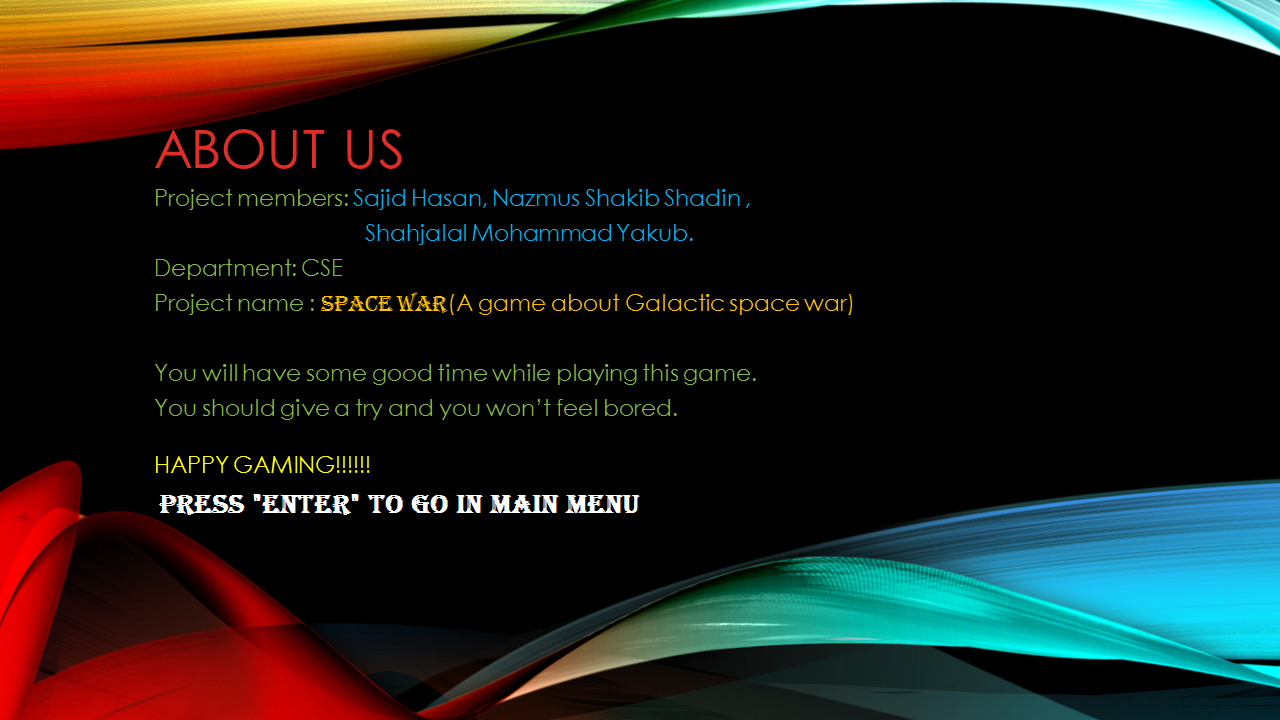 ABOUT US
Project members: Sajid Hasan, Nazmus Shakib Shadin ,
Shahjalal Mohammad Yakub.
Department: CSE
Project name : SPACE WAR(A game about Galactic space war)
You will have some good time while playing this game.
You should give a try and you won’t feel bored.
HAPPY GAMING!!!!!!
PRESS "ENTER" TO GO IN MAIN MENU